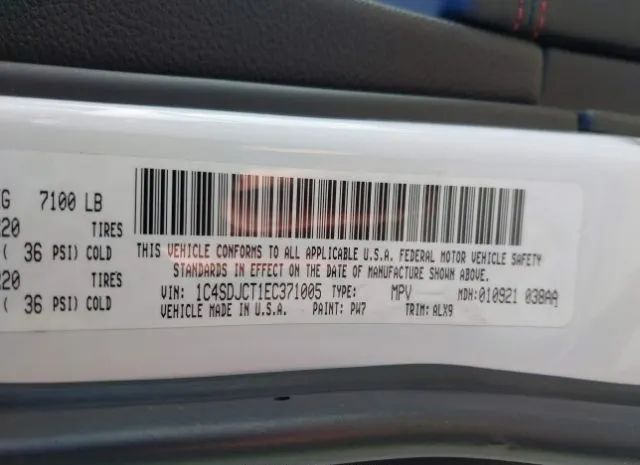 G 7100 LB
20 TIRES
( 36 PSI) COLD
20 TIRES
( 36 PSI) COLD
THIS VEHICLE CONFORMS TO ALL APPLICABLE U.S.A. FEDERAL MOTOR VEHICLE SAFETY
STANDARDS IN EFFECT ON THE DATE OF MANUFACTURE SHOWN ABOVE.
VIN: 1C4SDJCT1EC371005 TYPE: MPV MDH:010921 038AA
VEHICLE MADE IN U.S.A. PAINT: PW7 TRIM: ALX9